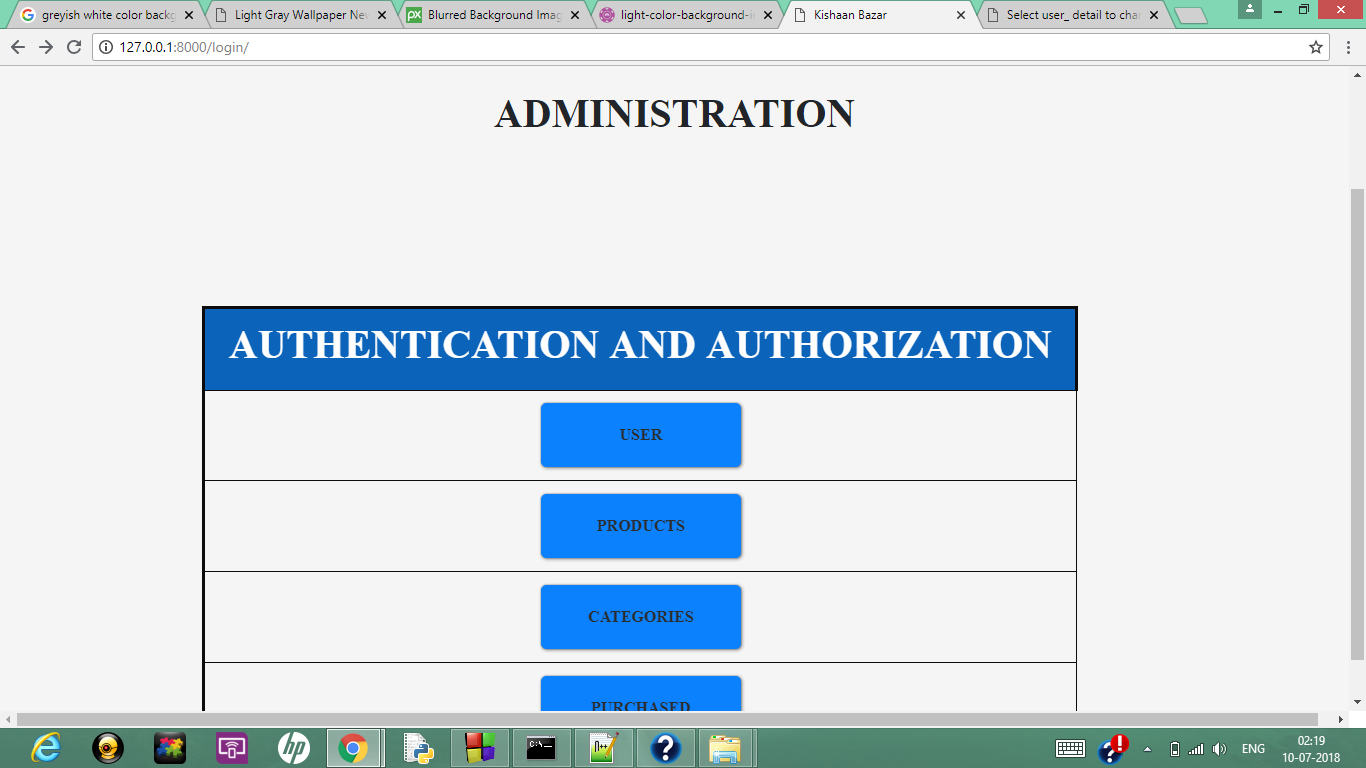 greyish white color backg
Light Gray Wallpaper Ne
Blurred Background Imag
light-color-background-i
Kishaan Bazar
Select user_ detail to cha
127.0.0.1:8000/login/
ADMINISTRATION
AUTHENTICATION AND AUTHORIZATION
USER
PRODUCTS
CATEGORIES
PURCHASED
ENG
02:19
10-07-2018